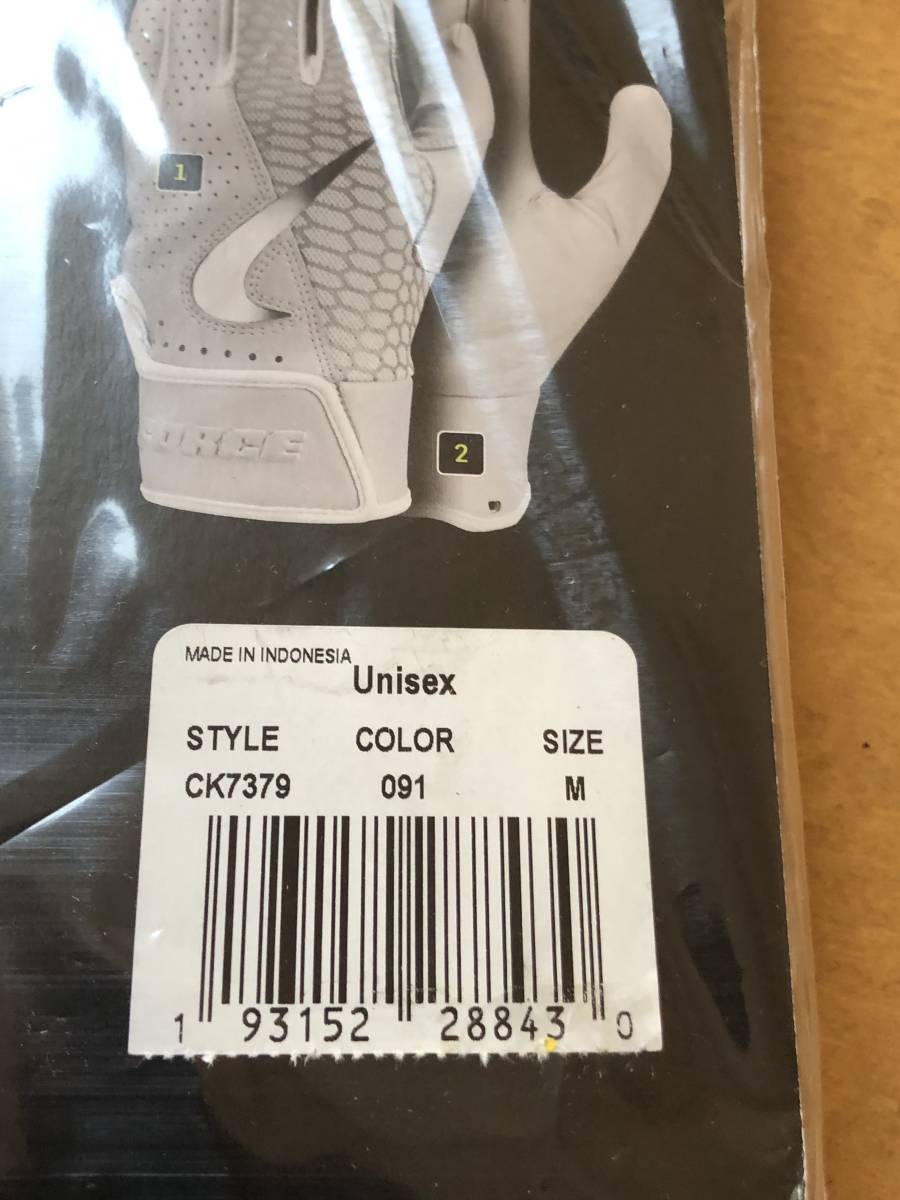 1
FORCE
2
MADE IN INDONESIA
Unisex
STYLE COLOR SIZE
CK7379 091 M
1 93152 28843 0